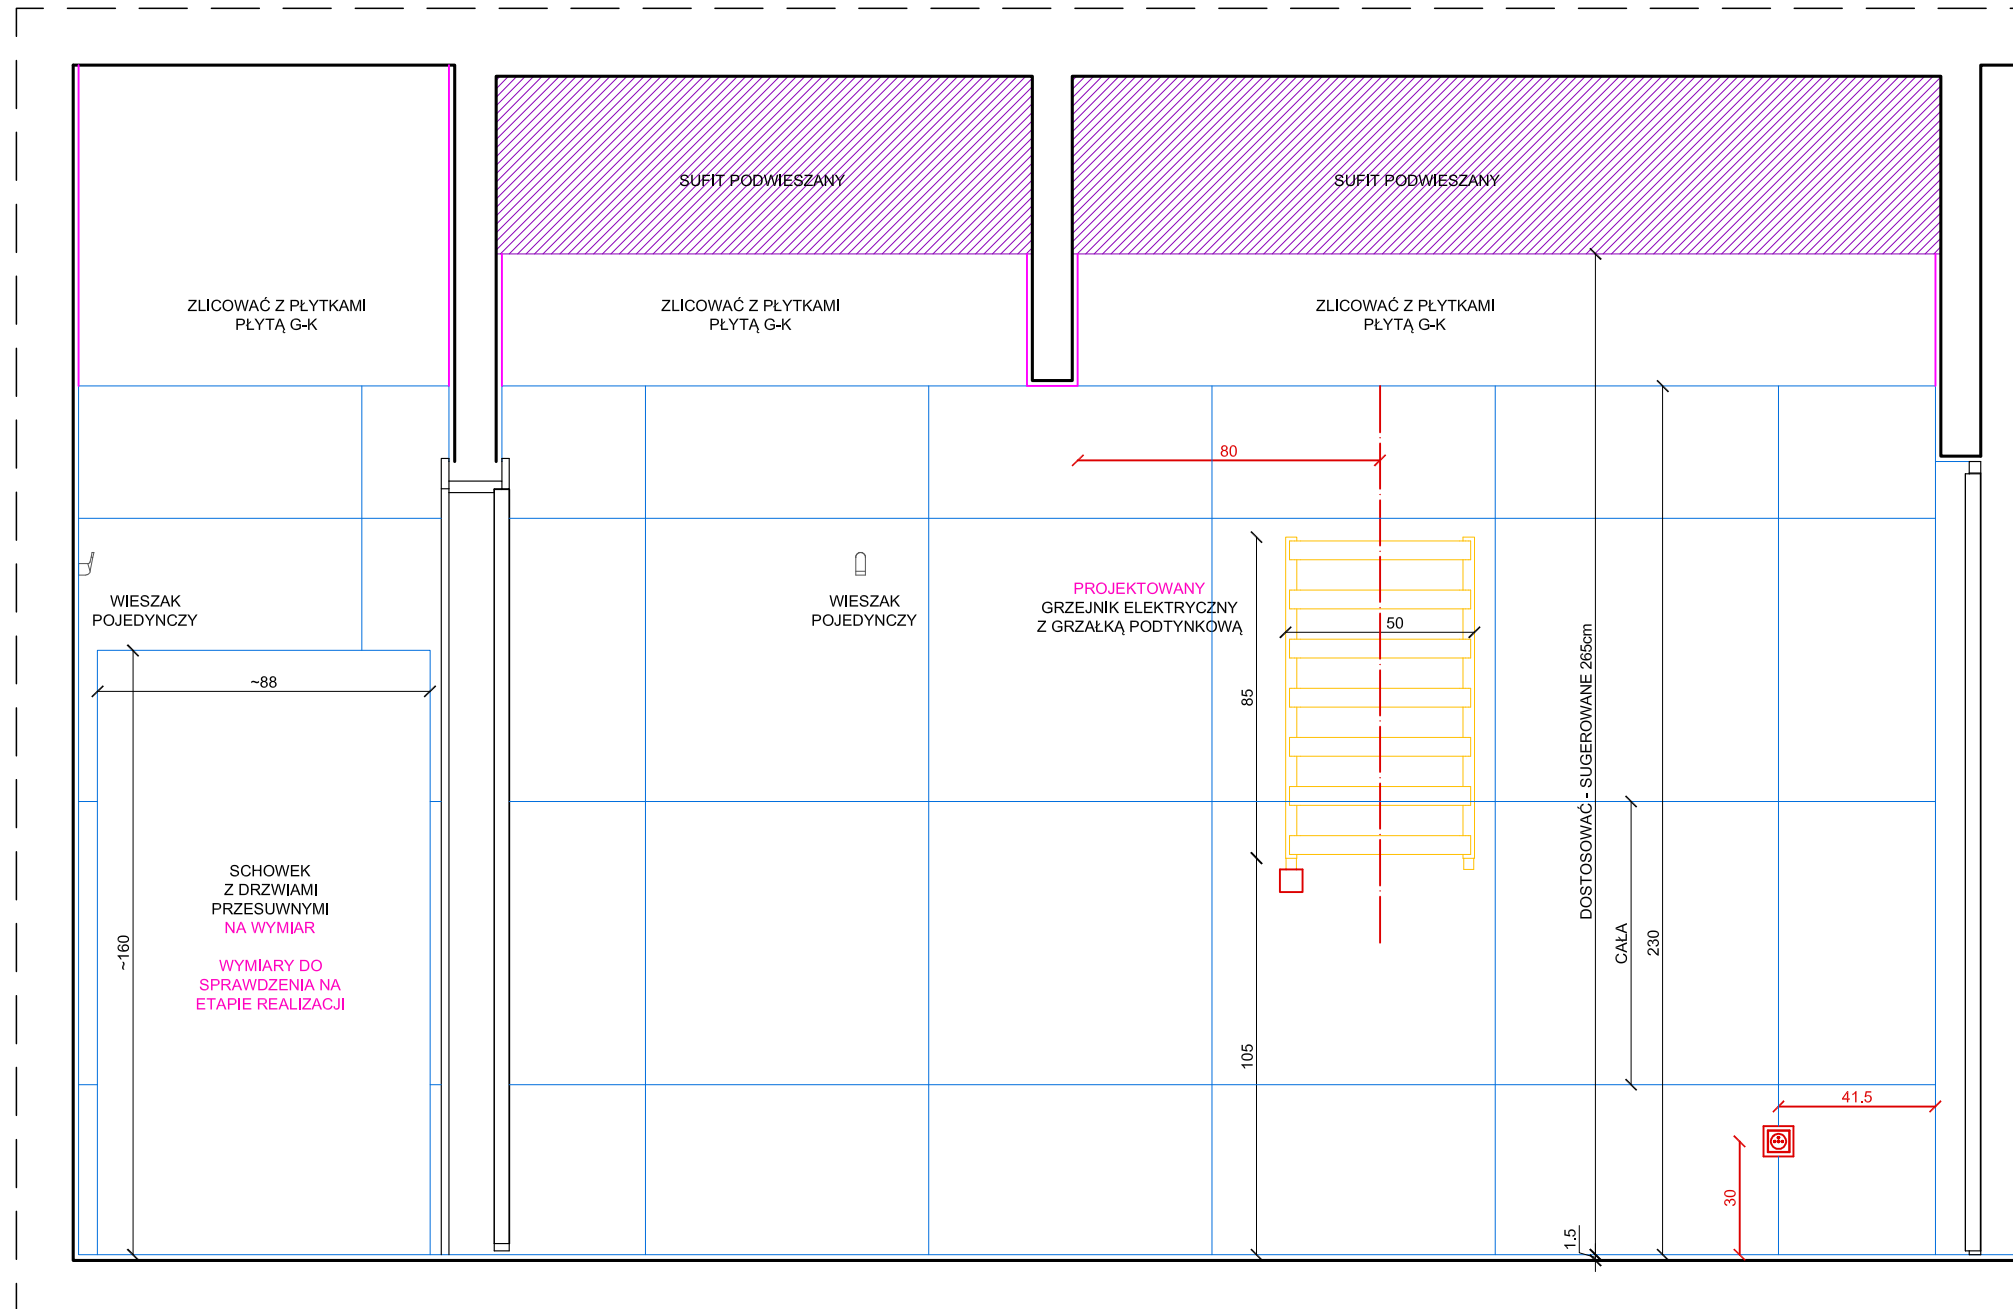 SUFIT PODWIESZANY
SUFIT PODWIESZANY
ZLICOWAĆ Z PŁYTKAMI
PŁYTĄ G-K
ZLICOWAĆ Z PŁYTKAMI
PŁYTĄ G-K
ZLICOWAĆ Z PŁYTKAMI
PŁYTĄ G-K
80
WIESZAK
POJEDYNCZY
WIESZAK
POJEDYNCZY
PROJEKTOWANY
GRZEJNIK ELEKTRYCZNY
Z GRZAŁKĄ PODTYNKOWĄ
50
85
~88
DOSTOSOWAĆ - SUGEROWANE 265cm
SCHOWEK
Z DRZWIAMI
PRZESUWNYMI
NA WYMIAR
WYMIARY DO
SPRAWDZENIA NA
ETAPIE REALIZACJI
~160
CAŁA
230
105
41.5
30
1.5